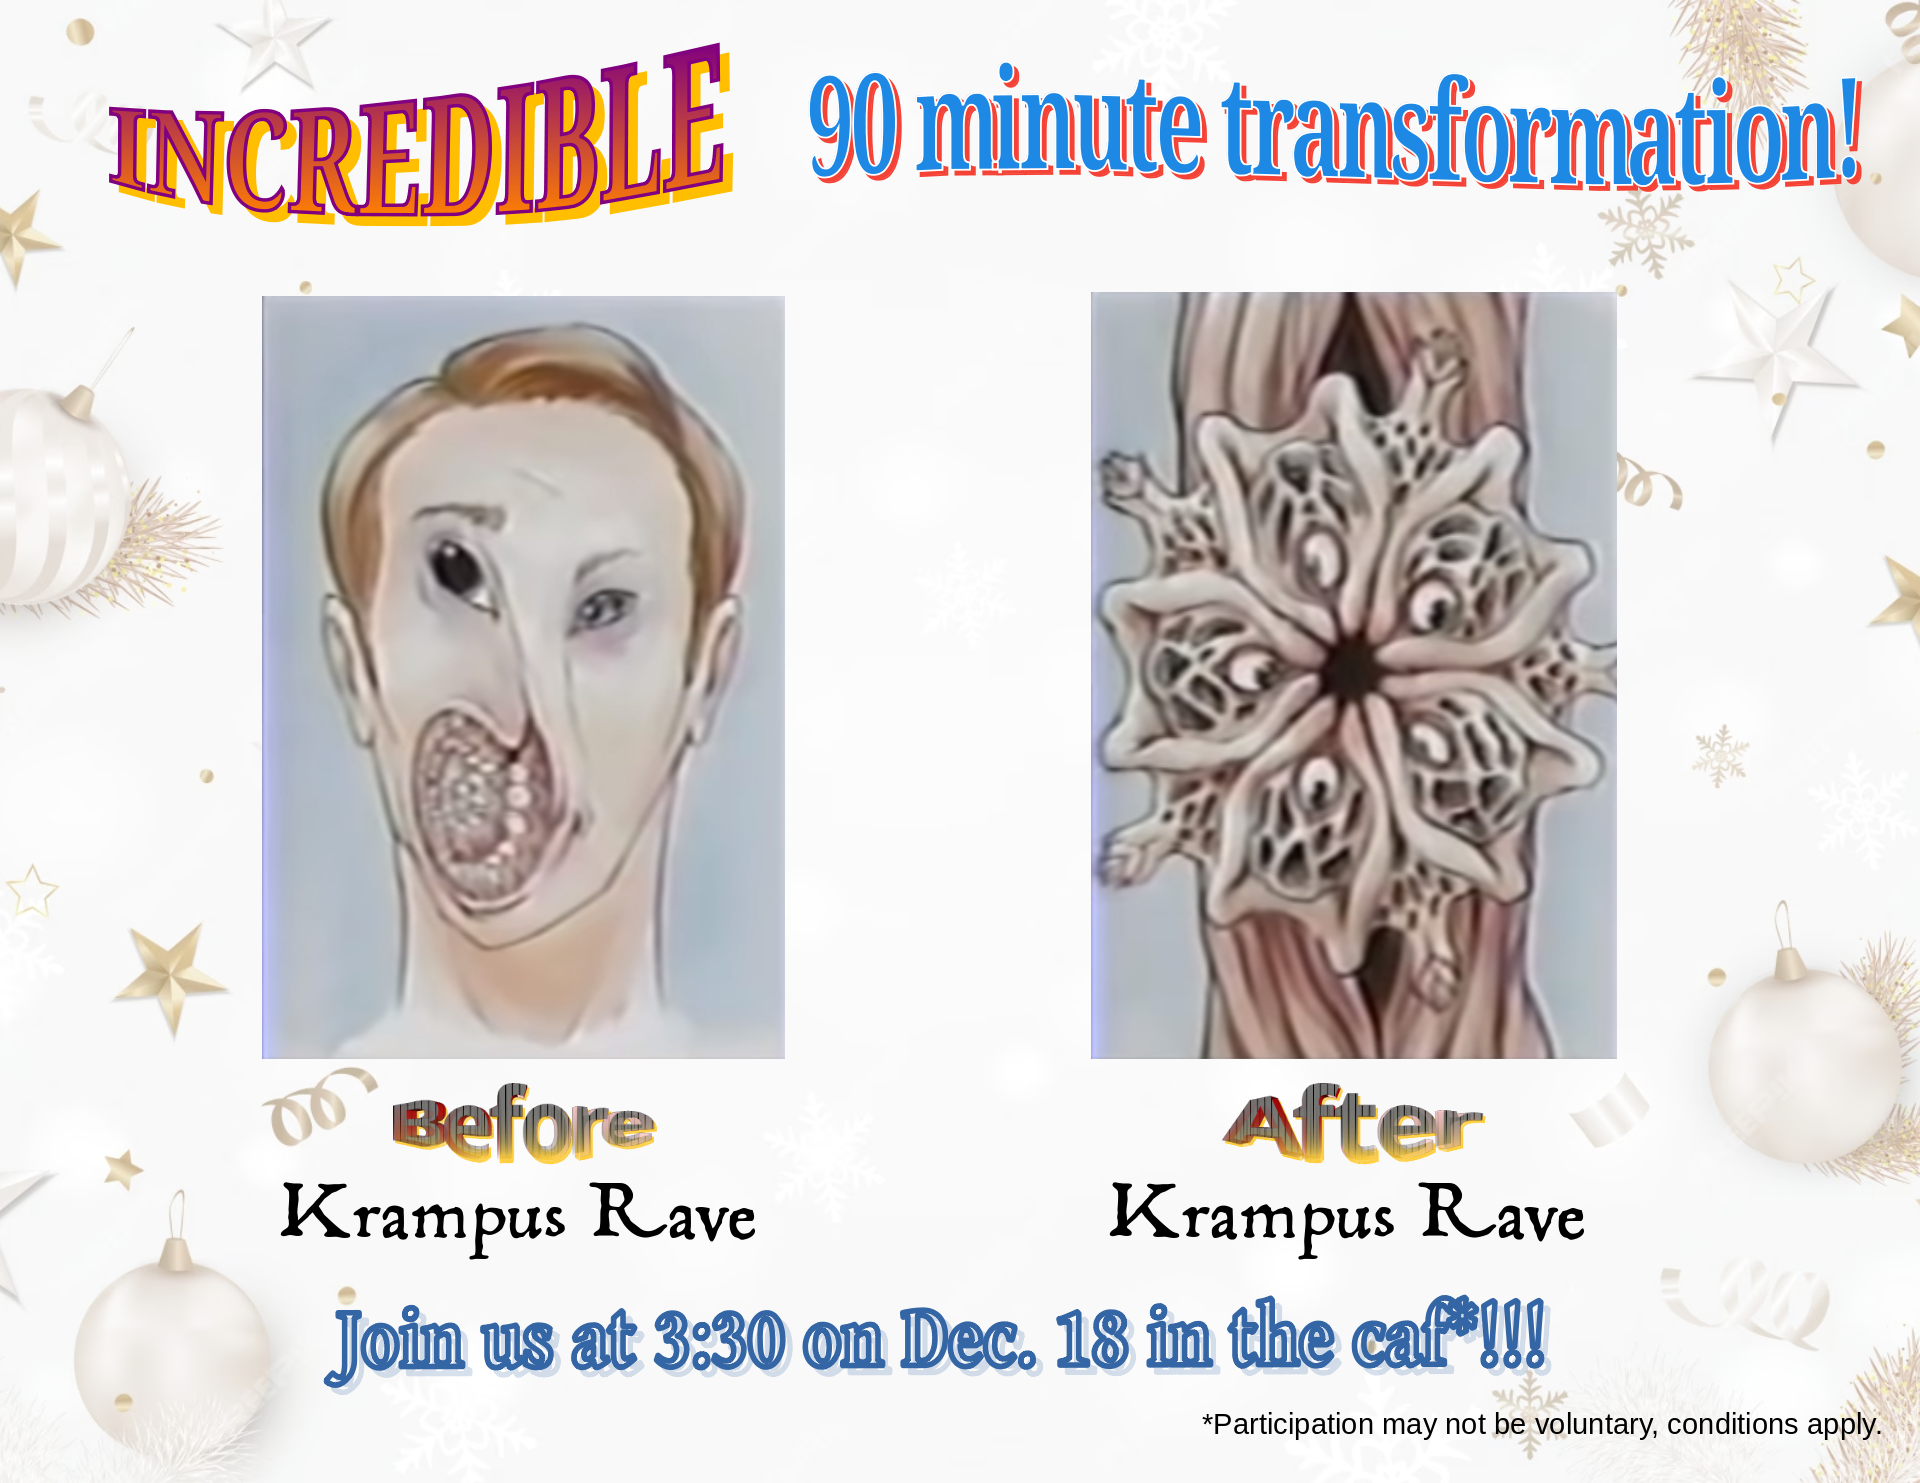 INCREDIBLE 90 minute transformation!
Before After
Krampus Rave Krampus Rave
Join us at 3:30 on Dec. 18 in the caf*!!!
*Participation may not be voluntary, conditions apply.